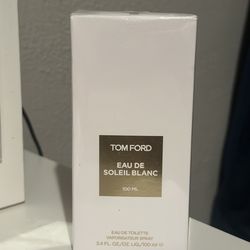 TOM FORD
EAU DE
SOLEIL BLANC
100 ML
EAU DE TOILETTE
VAPORISATEUR SPRAY
3.4 FL.OZ/OZ LIQ/100 ml ℮